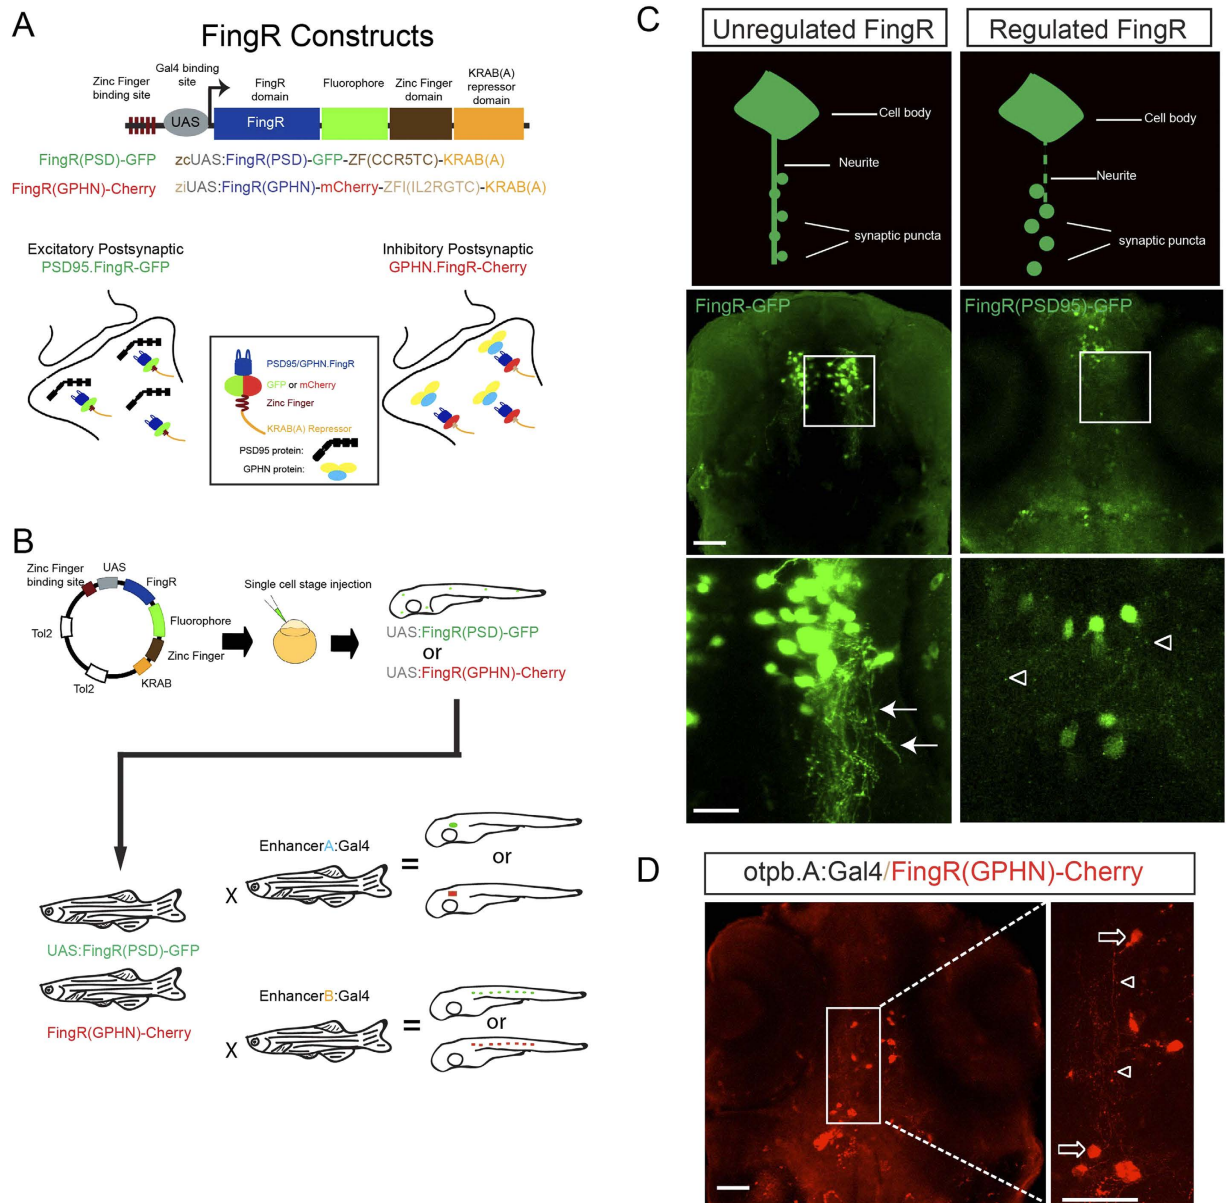 A
FingR Constructs
Zinc Finger
binding site
Gal4 binding
site
FingR
domain
Fluorophore
Zinc Finger
domain
KRAB(A)
repressor
domain
UAS
FingR
FingR(PSD)-GFP
zcUAS:FingR(PSD)-GFP-ZF(CCR5TC)-KRAB(A)
FingR(GPHN)-Cherry
ziUAS:FingR(GPHN)-mCherry-ZFI(IL2RGTC)-KRAB(A)
Excitatory Postsynaptic
PSD95.FingR-GFP
Inhibitory Postsynaptic
GPHN.FingR-Cherry
PSD95/GPHN.FingR
GFP or mCherry
Zinc Finger
KRAB(A) Repressor
PSD95 protein:
GPHN protein:
B
Zinc Finger
binding site
UAS
FingR
Fluorophore
Zinc Finger
KRAB
Tol2
Tol2
Single cell stage injection
UAS:FingR(PSD)-GFP
or
UAS:FingR(GPHN)-Cherry
UAS:FingR(PSD)-GFP
FingR(GPHN)-Cherry
X
EnhancerA:Gal4
=
or
X
EnhancerB:Gal4
=
or
C
Unregulated FingR
Regulated FingR
Cell body
Neurite
synaptic puncta
Cell body
Neurite
synaptic puncta
FingR-GFP
FingR(PSD95)-GFP
D
otpb.A:Gal4/FingR(GPHN)-Cherry